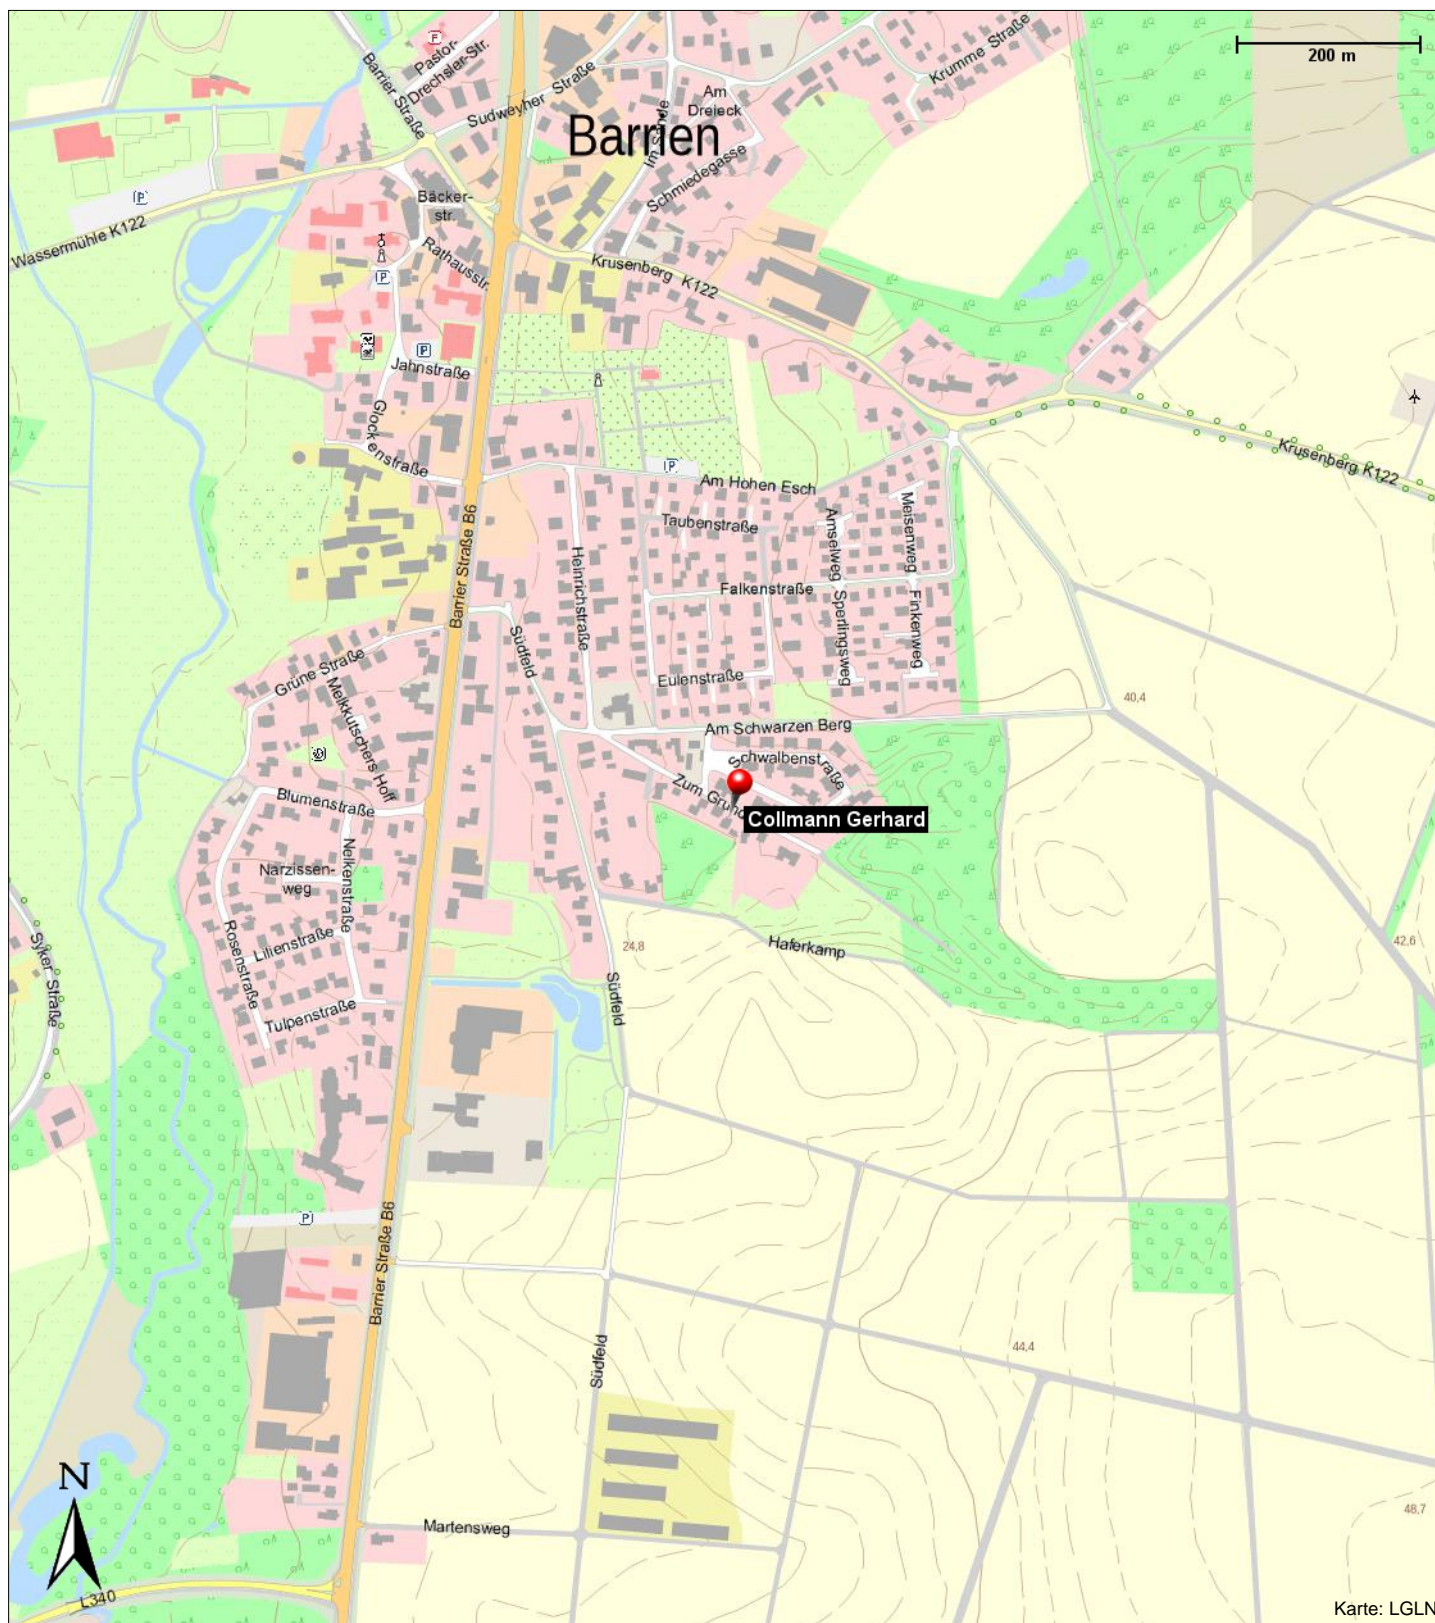 200 m
Pastor-
Drechsler-Str.
Barrier Straße
Sudweyher Straße
Krumme Straße
Am
Dreieck
Im Sande
Barrien
Schmiedegasse
Wassermühle K122
Bäcker-
str.
Rathausstr.
Krusenberg K122
Jahnstraße
Glockenstraße
Krusenberg K122
Am Hohen Esch
Taubenstraße
Amselweg
Meisenweg
Barrier Straße B6
Heinrichstraße
Falkenstraße
Sperlingsweg
Finkenweg
Südfeld
Grüne Straße
Eulenstraße
Melkkutschers Hoff
40,4
Am Schwarzen Berg
Schwalbenstraße
Zum Grund
Collmann Gerhard
Blumenstraße
Nelkenstraße
Narzissen-
weg
Rosenstraße
Lilienstraße
Syker Straße
24,8
Haferkamp
42,6
Südfeld
Tulpenstraße
P
P
P
P
P
F
Barrier Straße B6
Südfeld
44,4
48,7
Martensweg
N
L340
Karte: LGLN